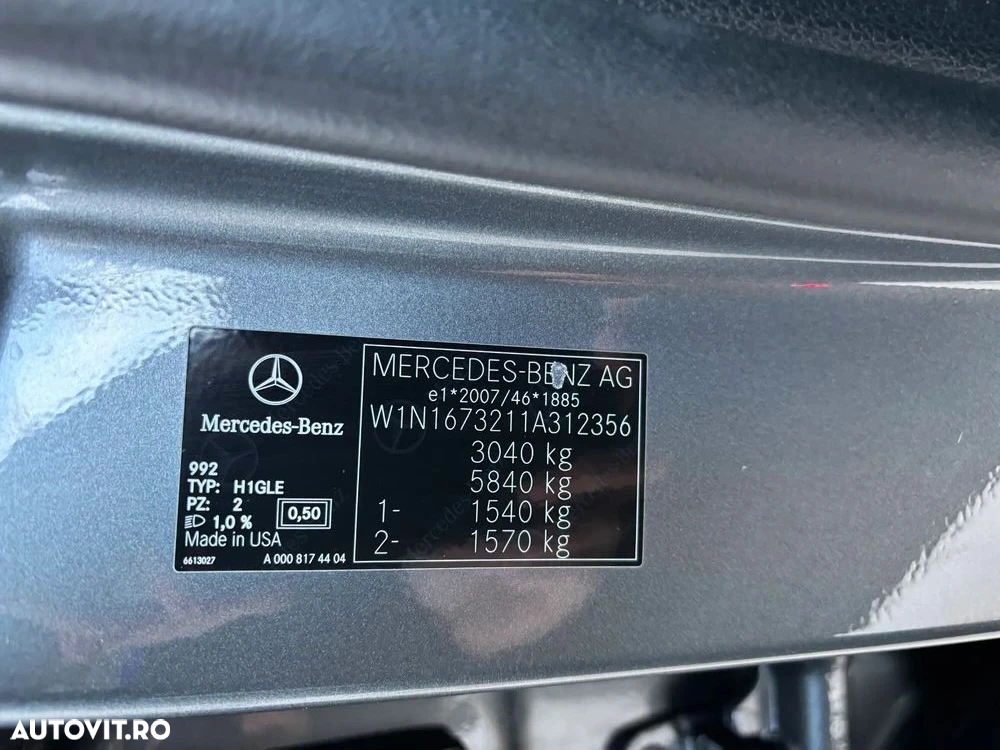 Mercedes-Benz
992
TYP: H1GLE
PZ: 2
1,0 % 0,50
Made in USA
6613027 A 000 817 44 04
MERCEDES-BENZ AG
e1*2007/46*1885
W1N1673211A312356
3040 kg
5840 kg
1- 1540 kg
2- 1570 kg
AUTOVIT.RO